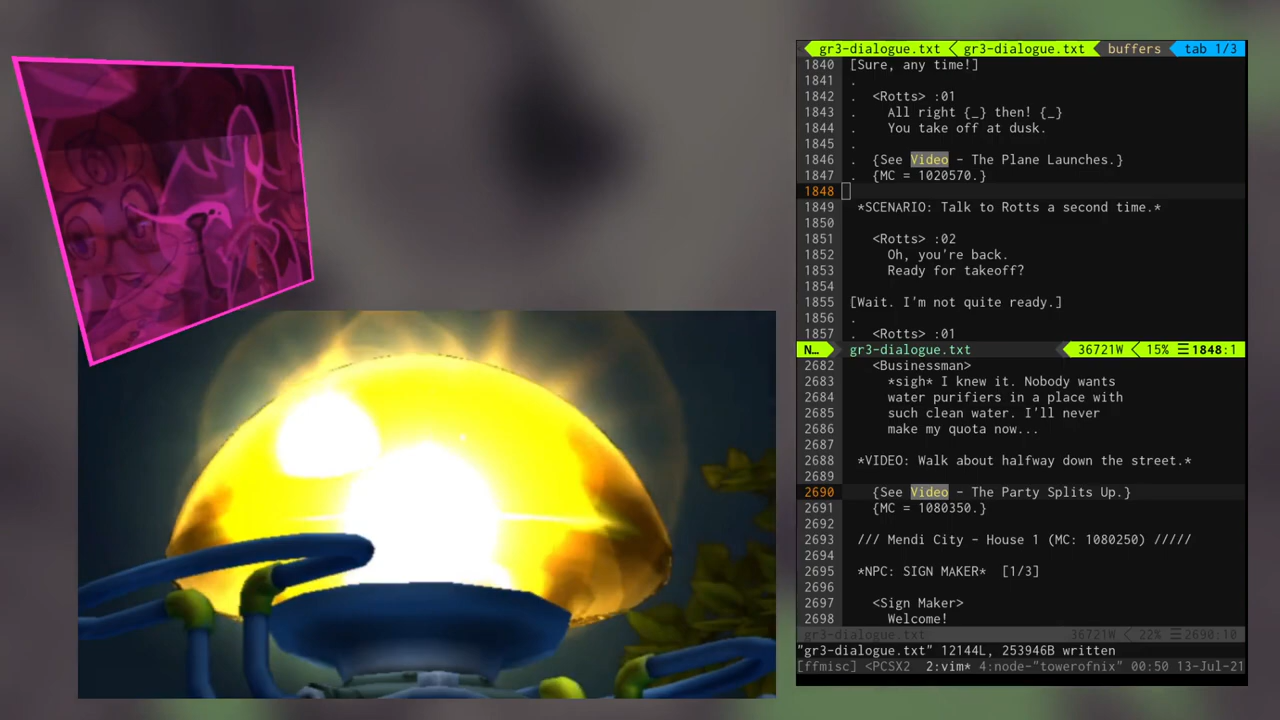 gr3-dialogue.txt gr3-dialogue.txt buffers tab 1/3
1840 [Sure, any time!]
1841 .
1842 . <Rotts> :01
1843 . All right {_} then! {_}
1844 . You take off at dusk.
1845 .
1846 . {See Video – The Plane Launches.}
1847 . {MC = 1020570.}
1848
1849 *SCENARIO: Talk to Rotts a second time.*
1850
1851 <Rotts> :02
1852 Oh, you're back.
1853 Ready for takeoff?
1854
1855 [Wait. I'm not quite ready.]
1856 .
1857 . <Rotts> :01
N… gr3-dialogue.txt 36721W 15% ☰1848:1
2682 <Businessman>
2683 *sigh* I knew it. Nobody wants
2684 water purifiers in a place with
2685 such clean water. I'll never
2686 make my quota now...
2687
2688 *VIDEO: Walk about halfway down the street.*
2689
2690 {See Video – The Party Splits Up.}
2691 {MC = 1080350.}
2692
2693 /// Mendi City – House 1 (MC: 1080250) /////
2694
2695 *NPC: SIGN MAKER* [1/3]
2696
2697 <Sign Maker>
2698 Welcome!
gr3-dialogue.txt 36721W 22% ☰2690:10
"gr3-dialogue.txt" 12144L, 253946B written
[ffmisc] <PCSX2 2:vim* 4:node-"towerofnix" 00:50 13-Jul-21